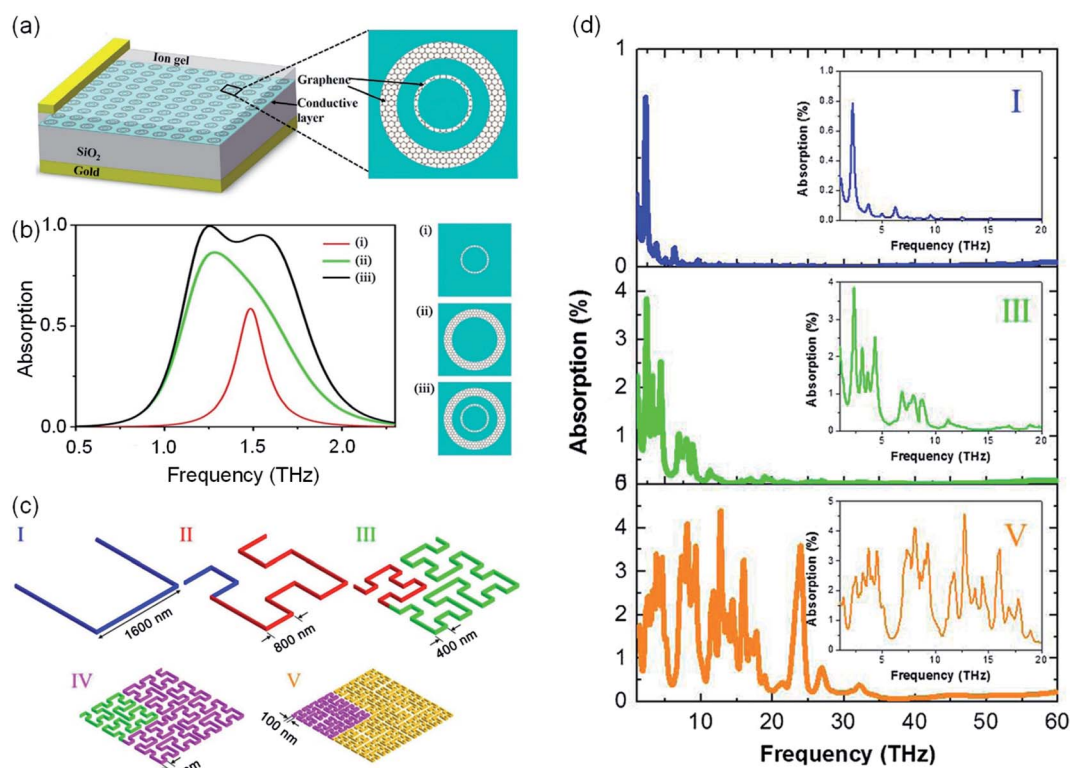 (a)
Ion gel
Graphene
Conductive
layer
SiO2
Gold
(b)
1.0
0.5
0.0
Absorption
0.5 1.0 1.5 2.0
Frequency (THz)
(i)
(ii)
(iii)
(i)
(ii)
(iii)
(c)
I
1600 nm
II
800 nm
III
400 nm
IV
V
100 nm
(d)
Absorption (%)
1
0
I
Absorption (%)
1.0
0.8
0.6
0.4
0.2
0.0
5 10 15 20
Frequency (THz)
4
3
2
1
0
III
Absorption (%)
4
3
2
1
0
5 10 15 20
Frequency (THz)
5
4
3
2
1
0
V
Absorption (%)
5
4
3
2
1
0
5 10 15 20
Frequency (THz)
10 20 30 40 50 60
Frequency (THz)